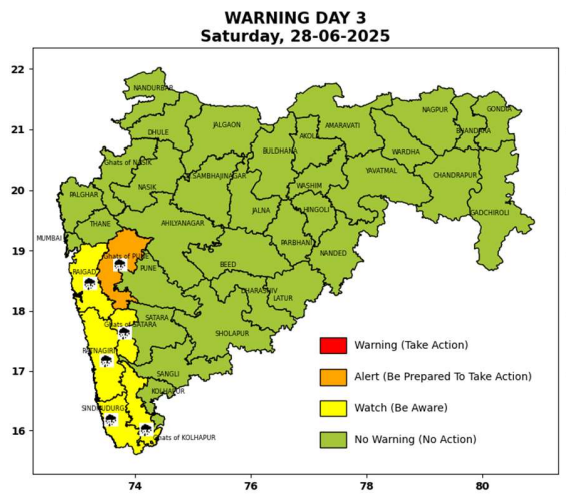 WARNING DAY 3
Saturday, 28-06-2025
22
21
20
19
18
17
16
74
76
78
80
NANDURBAR
DHULE
JALGAON
BULDHANA
AKOLA
AMARAVATI
NAGPUR
GONDIA
BHANDARA
WARDHA
Ghats of NASIK
NASIK
SAMBHAJINAGAR
WASHIM
YAVATMAL
CHANDRAPUR
PALGHAR
JALNA
HINGOLI
GADCHIROLI
THANE
AHILYANAGAR
MUMBAI
PARBHANI
NANDED
Ghats of PUNE
RAIGAD
PUNE
BEED
DHARASHIV
LATUR
SATARA
Ghats of SATARA
SHOLAPUR
RATNAGIRI
SANGLI
KOLHAPUR
SINDHUDURG
Ghats of KOLHAPUR
Warning (Take Action)
Alert (Be Prepared To Take Action)
Watch (Be Aware)
No Warning (No Action)